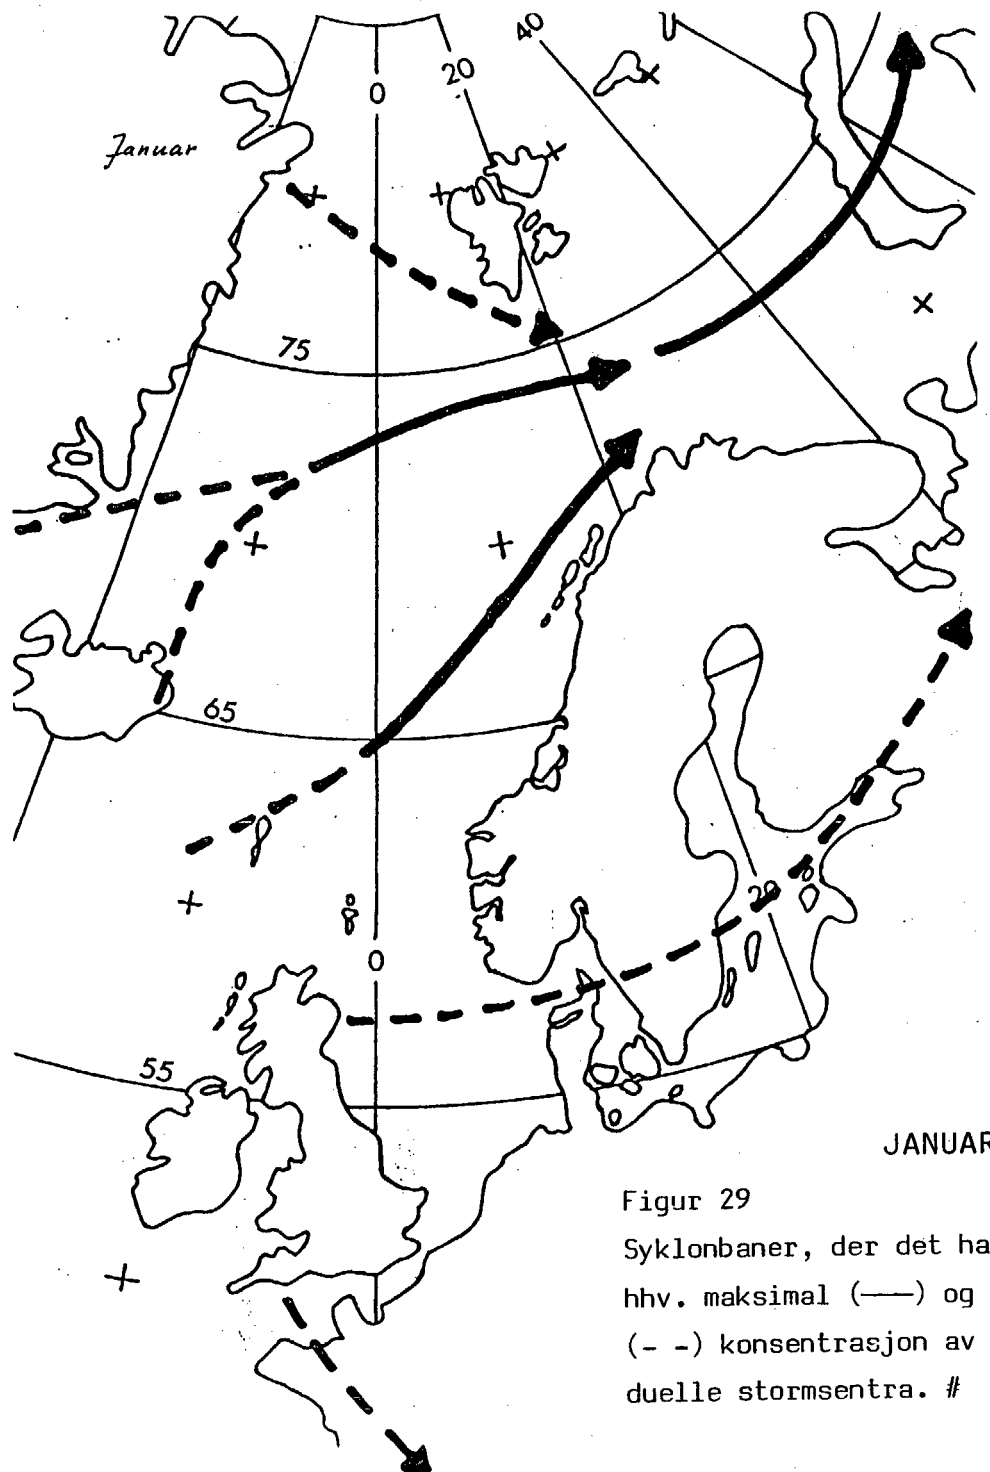 40
20
0
Januar
75
65
20
0
55
JANUAR
Figur 29
Syklonbaner, der det ha
hhv. maksimal (——) og
(- -) konsentrasjon av
duelle stormsentra. #